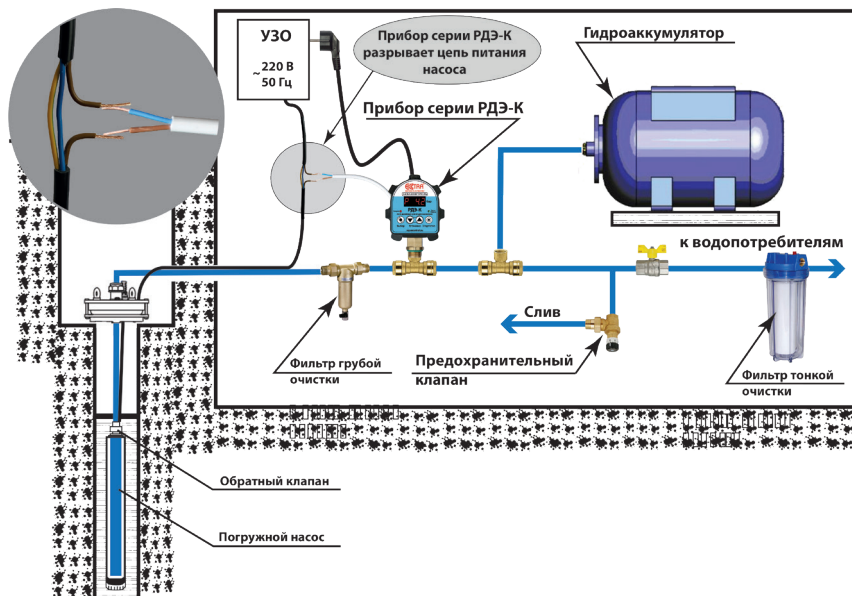 УЗО
~220 В
50 Гц
Прибор серии РДЭ-К
разрывает цепь питания
насоса
Гидроаккумулятор
Прибор серии РДЭ-К
РДЭ-К
к водопотребителям
Слив
Предохранительный
клапан
Фильтр грубой
очистки
Фильтр тонкой
очистки
Обратный клапан
Погружной насос